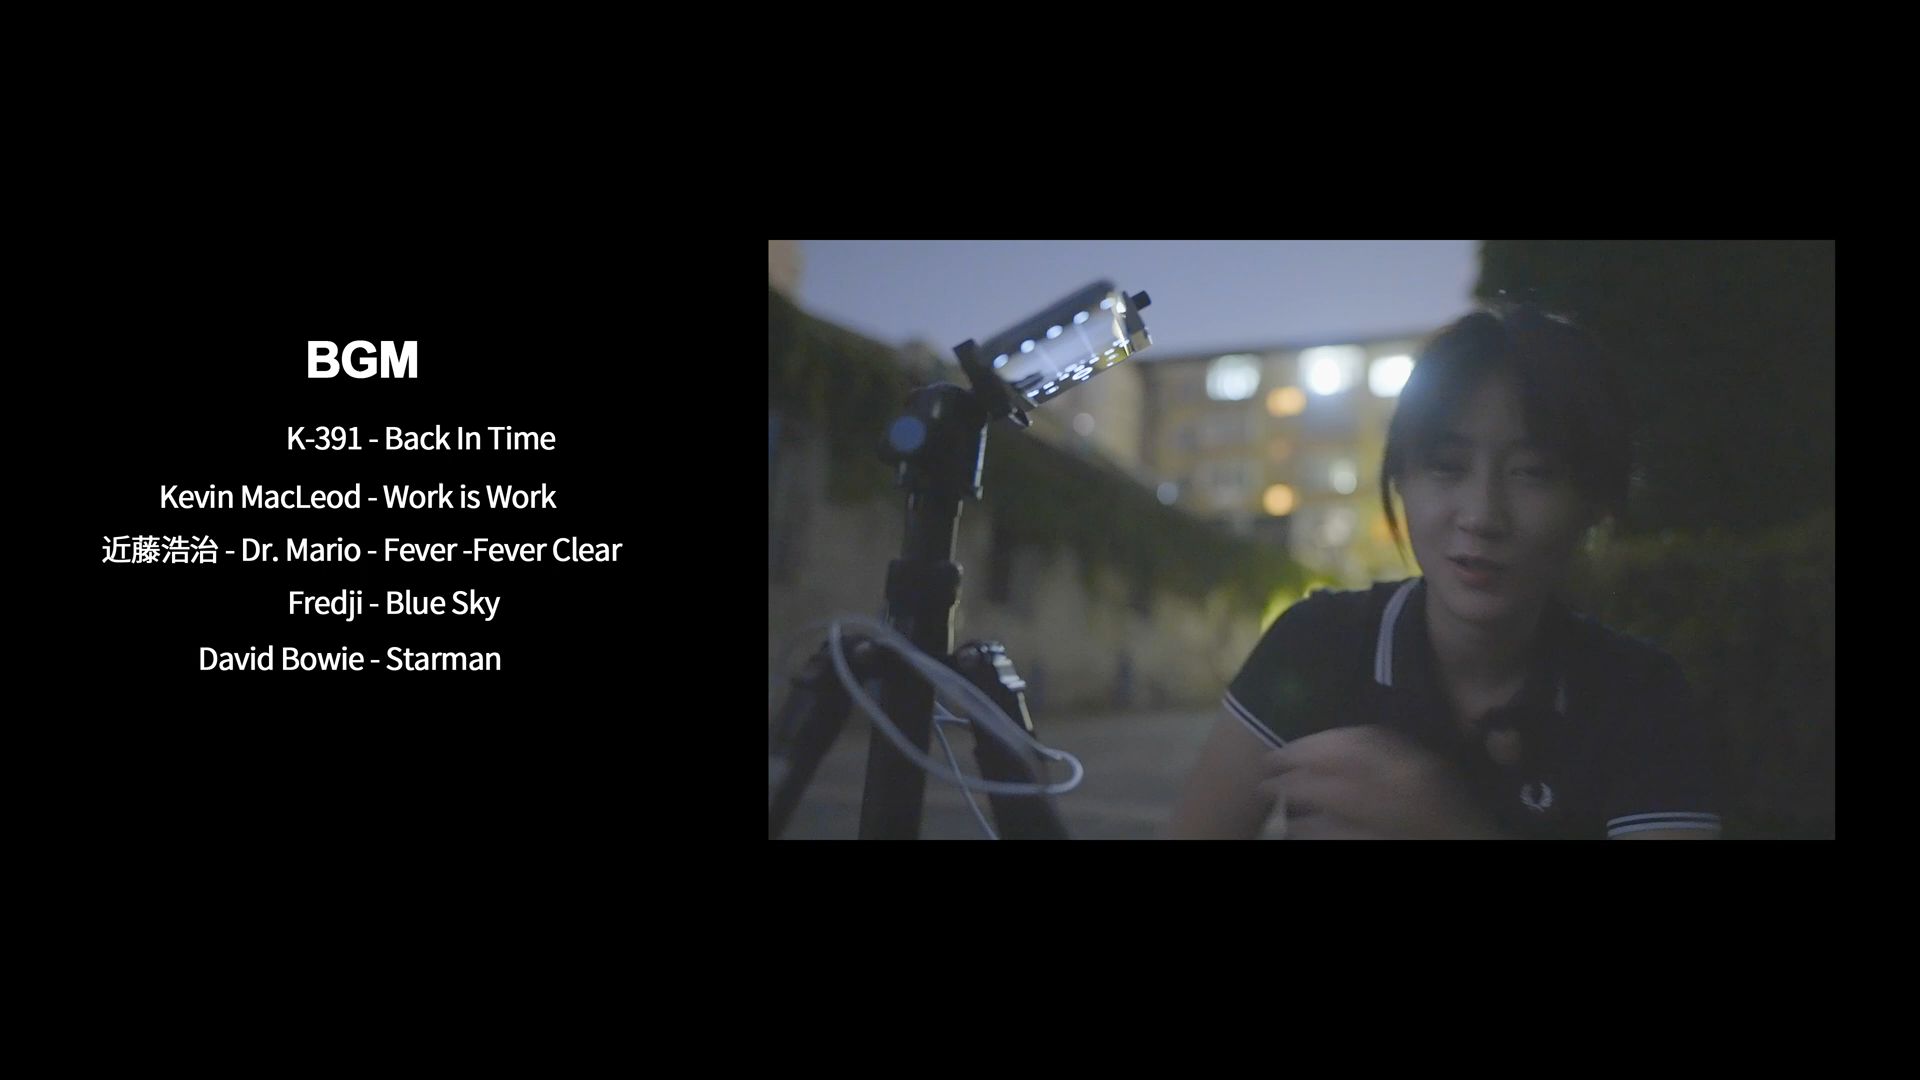 BGM
K-391 - Back In Time
Kevin MacLeod - Work is Work
近藤浩治 - Dr. Mario - Fever -Fever Clear
Fredji - Blue Sky
David Bowie - Starman